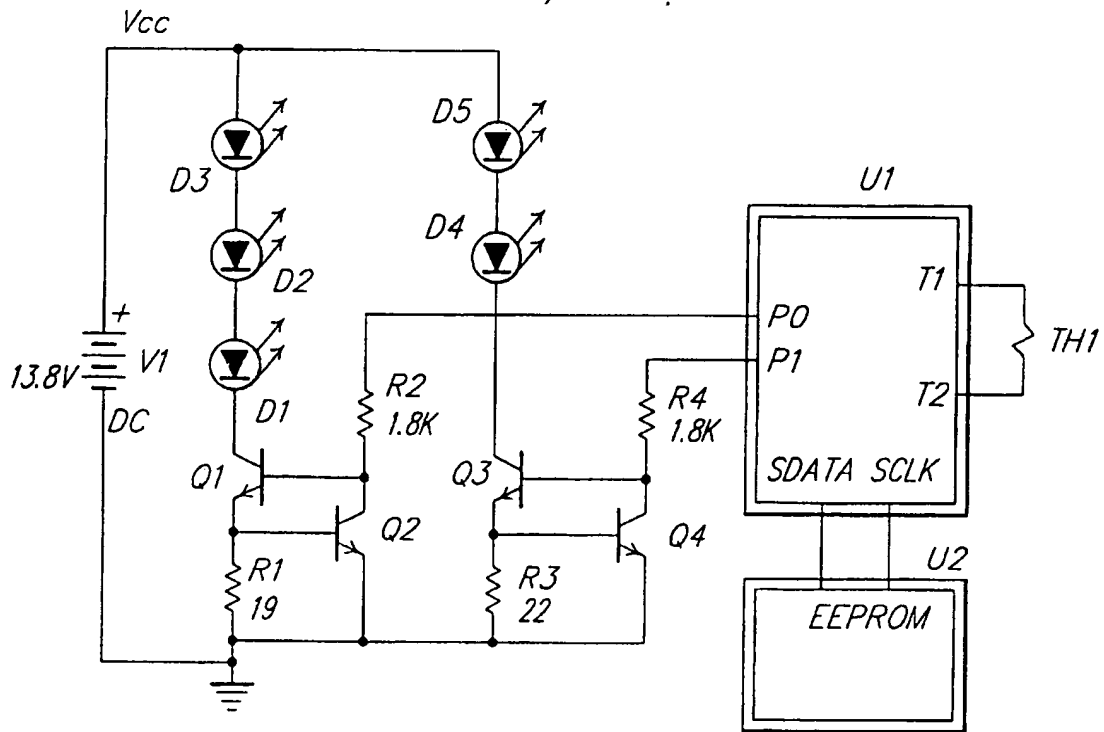 Vcc
D5
D3
U1
D4
D2
T1
P0
+
V1
TH1
13.8V
P1
R2
1.8K
R4
1.8K
T2
D1
DC
Q1
Q3
SDATA SCLK
Q2
Q4
U2
R1
19
R3
22
EEPROM